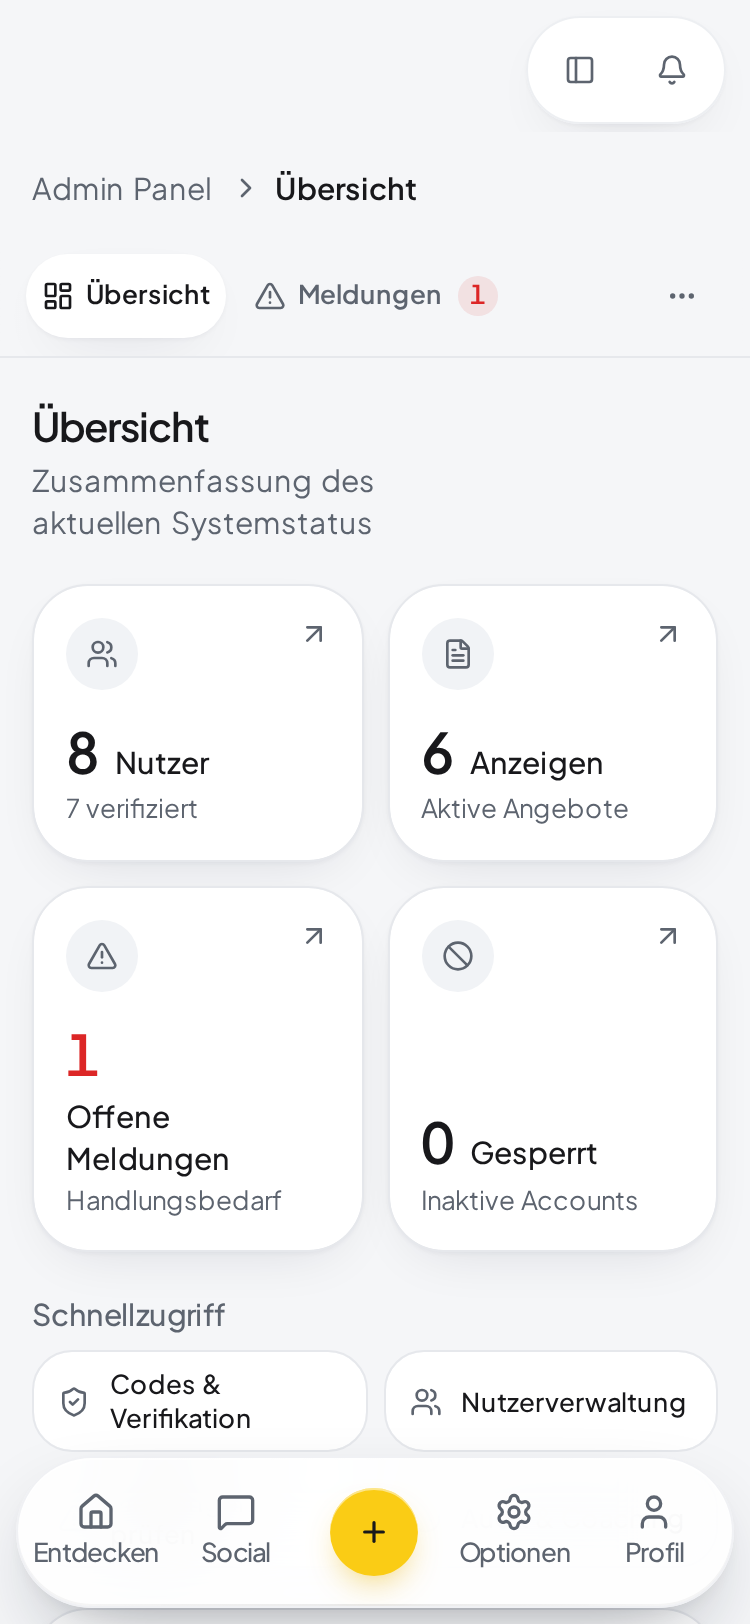 Admin Panel > Übersicht
Übersicht
Meldungen 1
Übersicht
Zusammenfassung des
aktuellen Systemstatus
8 Nutzer
7 verifiziert
6 Anzeigen
Aktive Angebote
1
Offene
Meldungen
Handlungsbedarf
0 Gesperrt
Inaktive Accounts
Schnellzugriff
Codes &
Verifikation
Nutzerverwaltung
Entdecken
Social
Optionen
Profil